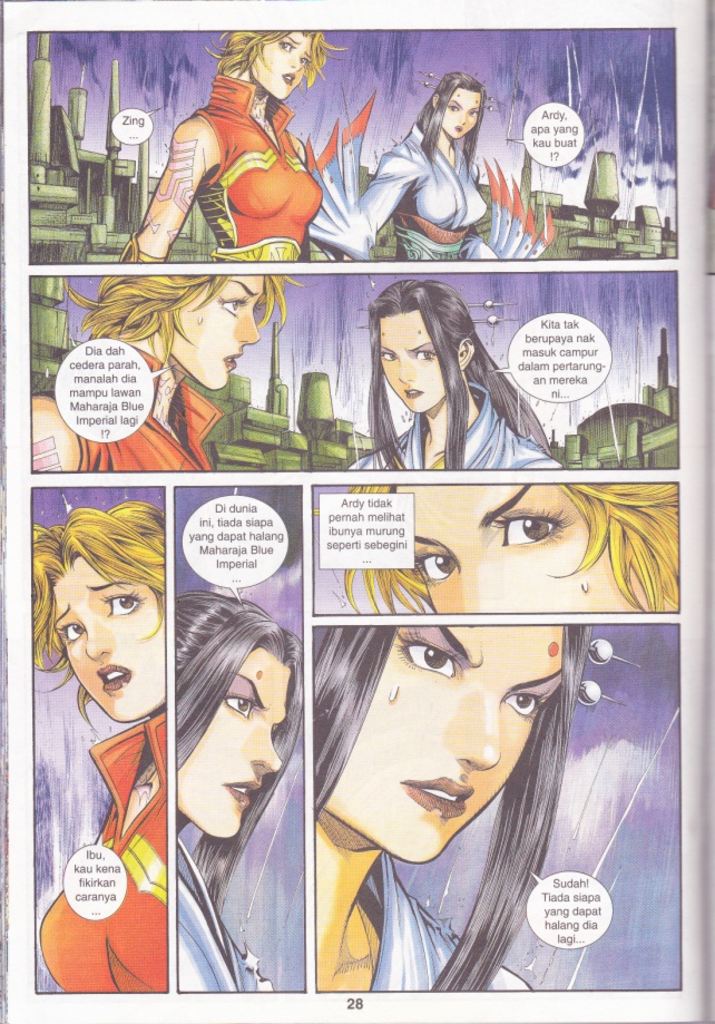 Zing
...
Ardy,
apa yang
kau buat
!?
Dia dah
cedera parah,
manalah dia
mampu lawan
Maharaja Blue
Imperial lagi
!?
Kita tak
berupaya nak
masuk campur
dalam
pertarung-
an mereka
ni...
Ibu,
kau kena
fikirkan
caranya
...
Di dunia
ini, tiada siapa
yang dapat halang
Maharaja Blue
Imperial
...
Ardy tidak
pernah melihat
ibunya murung
seperti sebegini
...
Sudah!
Tiada siapa
yang dapat
halang dia
lagi...
28